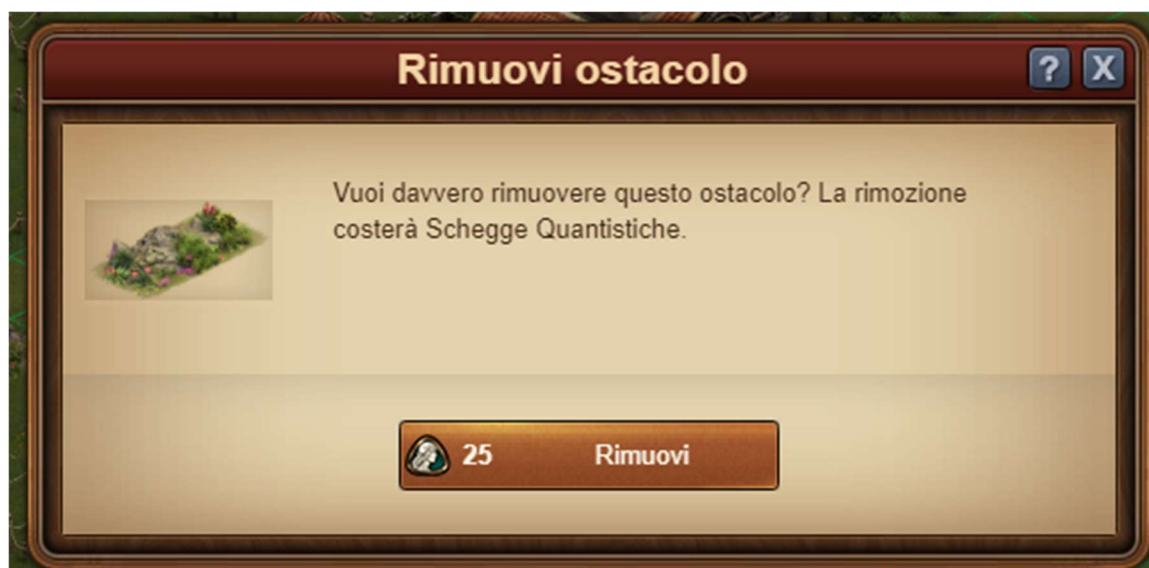 Rimuovi ostacolo
? X
Vuoi davvero rimuovere questo ostacolo? La rimozione
costerà Schegge Quantistiche.
25 Rimuovi